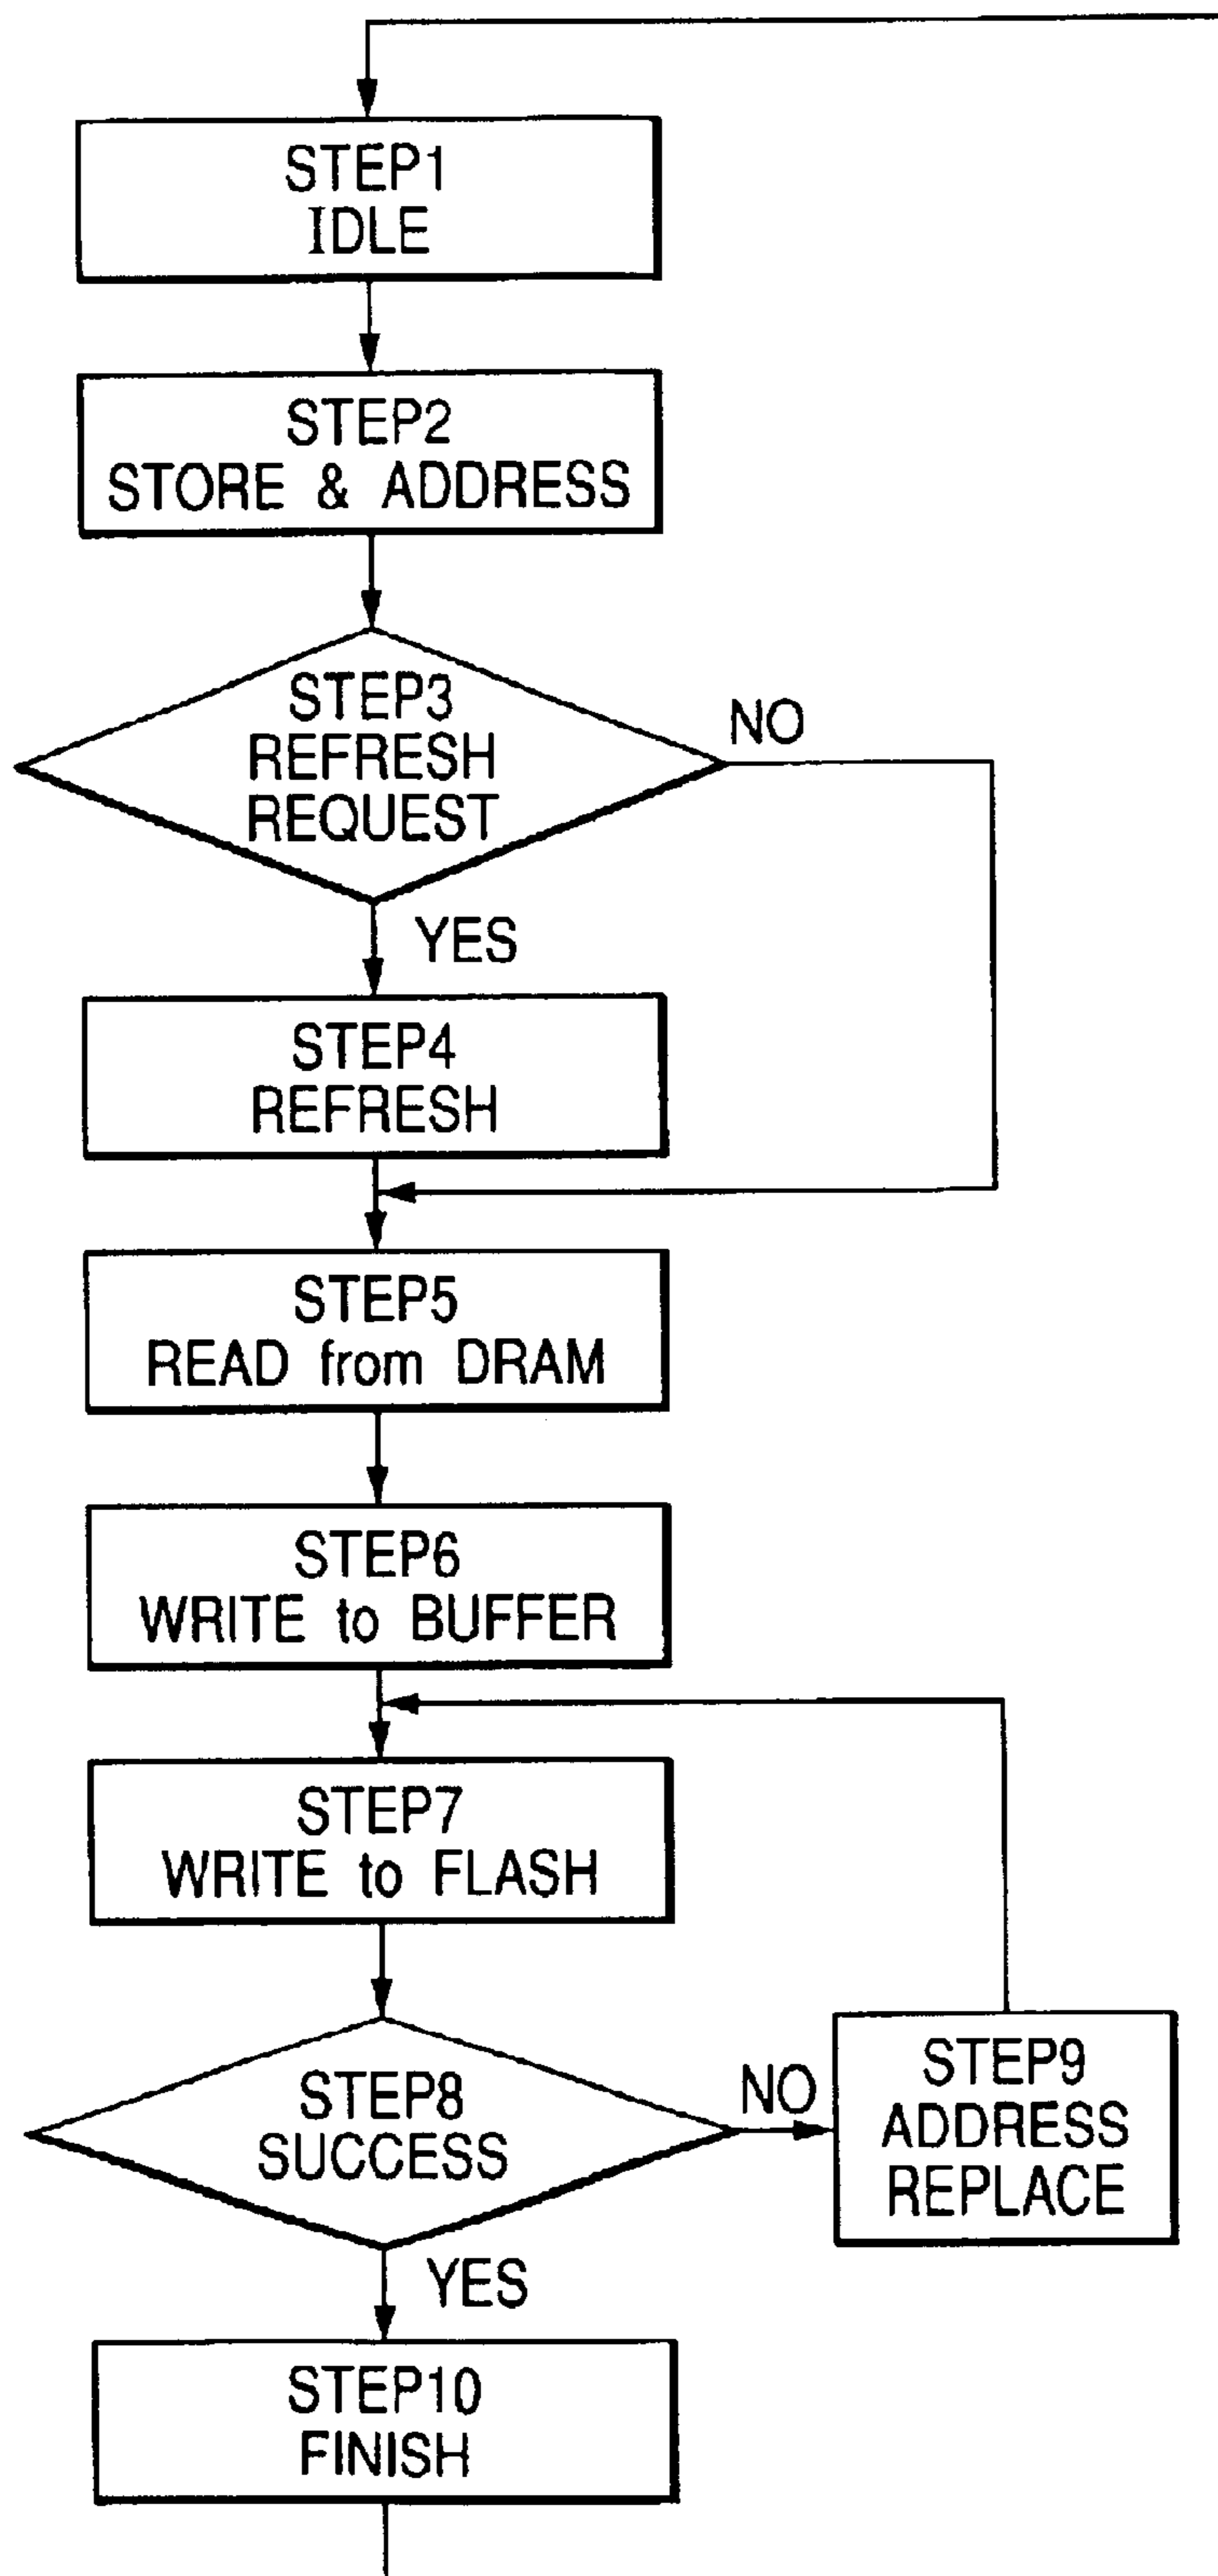 STEP1
IDLE
STEP2
STORE & ADDRESS
STEP3
REFRESH
REQUEST
NO
YES
STEP4
REFRESH
STEP5
READ from DRAM
STEP6
WRITE to BUFFER
STEP7
WRITE to FLASH
STEP8
SUCCESS
NO
STEP9
ADDRESS
REPLACE
YES
STEP10
FINISH